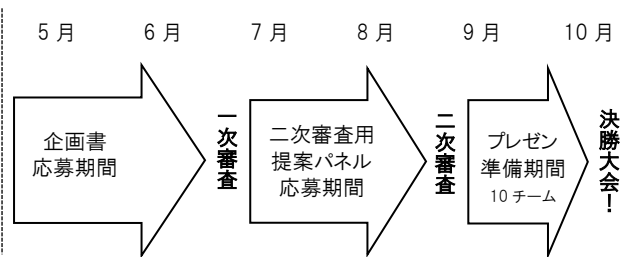 5月 6月 7月 8月 9月 10月
企画書
応募期間
一次審査
二次審査用
提案パネル
応募期間
二次審査
プレゼン
準備期間
10チーム
決勝大会！